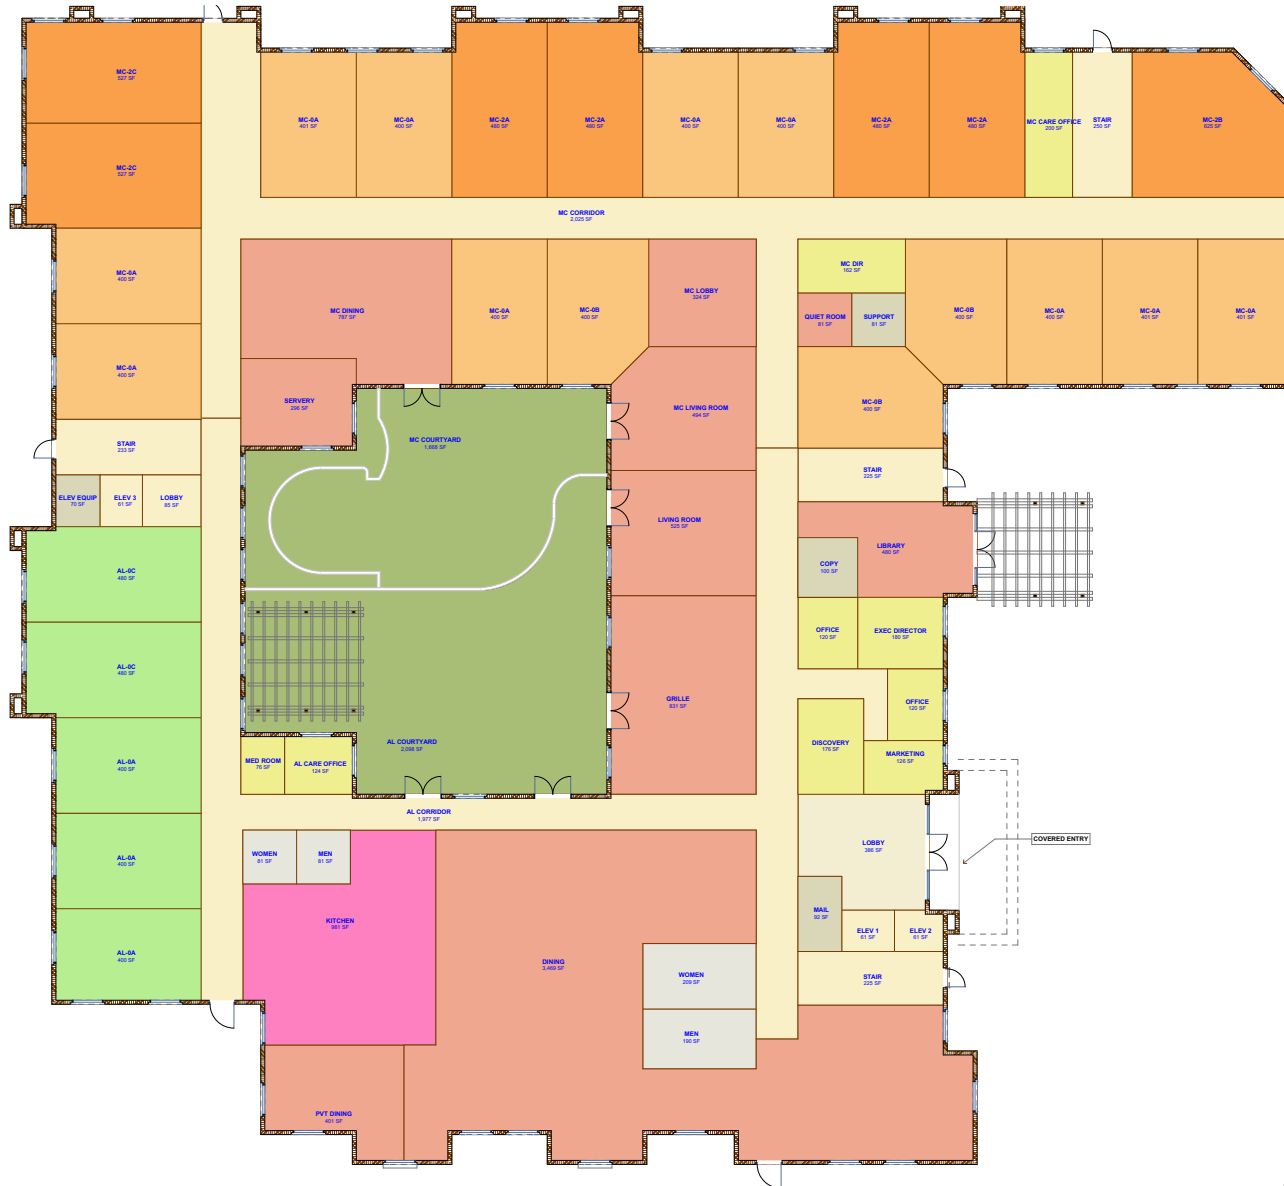 MC-2C
527 SF
MC-0A
401 SF
MC-0A
400 SF
MC-2A
480 SF
MC-2A
480 SF
MC-0A
400 SF
MC-0A
400 SF
MC-2A
480 SF
MC-2A
480 SF
MC CARE OFFICE
200 SF
STAIR
250 SF
MC-2B
625 SF
MC-2C
527 SF
MC CORRIDOR
2,025 SF
MC-0A
400 SF
MC DINING
787 SF
MC-0A
400 SF
MC-0B
400 SF
MC LOBBY
324 SF
MC DIR
162 SF
QUIET ROOM
81 SF
SUPPORT
81 SF
MC-0B
400 SF
MC-0A
400 SF
MC-0A
401 SF
MC-0A
401 SF
MC-0A
400 SF
SERVERY
296 SF
MC LIVING ROOM
494 SF
MC-0B
400 SF
STAIR
233 SF
MC COURTYARD
1,668 SF
STAIR
225 SF
ELEV EQUIP
70 SF
ELEV 3
61 SF
LOBBY
85 SF
LIVING ROOM
525 SF
LIBRARY
480 SF
COPY
100 SF
AL-0C
480 SF
OFFICE
120 SF
EXEC DIRECTOR
180 SF
AL-0C
480 SF
GRILLE
831 SF
OFFICE
120 SF
AL-0A
400 SF
MED ROOM
76 SF
AL CARE OFFICE
124 SF
AL COURTYARD
2,098 SF
DISCOVERY
176 SF
MARKETING
126 SF
AL CORRIDOR
1,977 SF
COVERED ENTRY
AL-0A
400 SF
WOMEN
81 SF
MEN
81 SF
LOBBY
386 SF
KITCHEN
981 SF
MAIL
92 SF
ELEV 1
61 SF
ELEV 2
61 SF
AL-0A
400 SF
DINING
3,469 SF
WOMEN
209 SF
STAIR
225 SF
MEN
190 SF
PVT DINING
401 SF